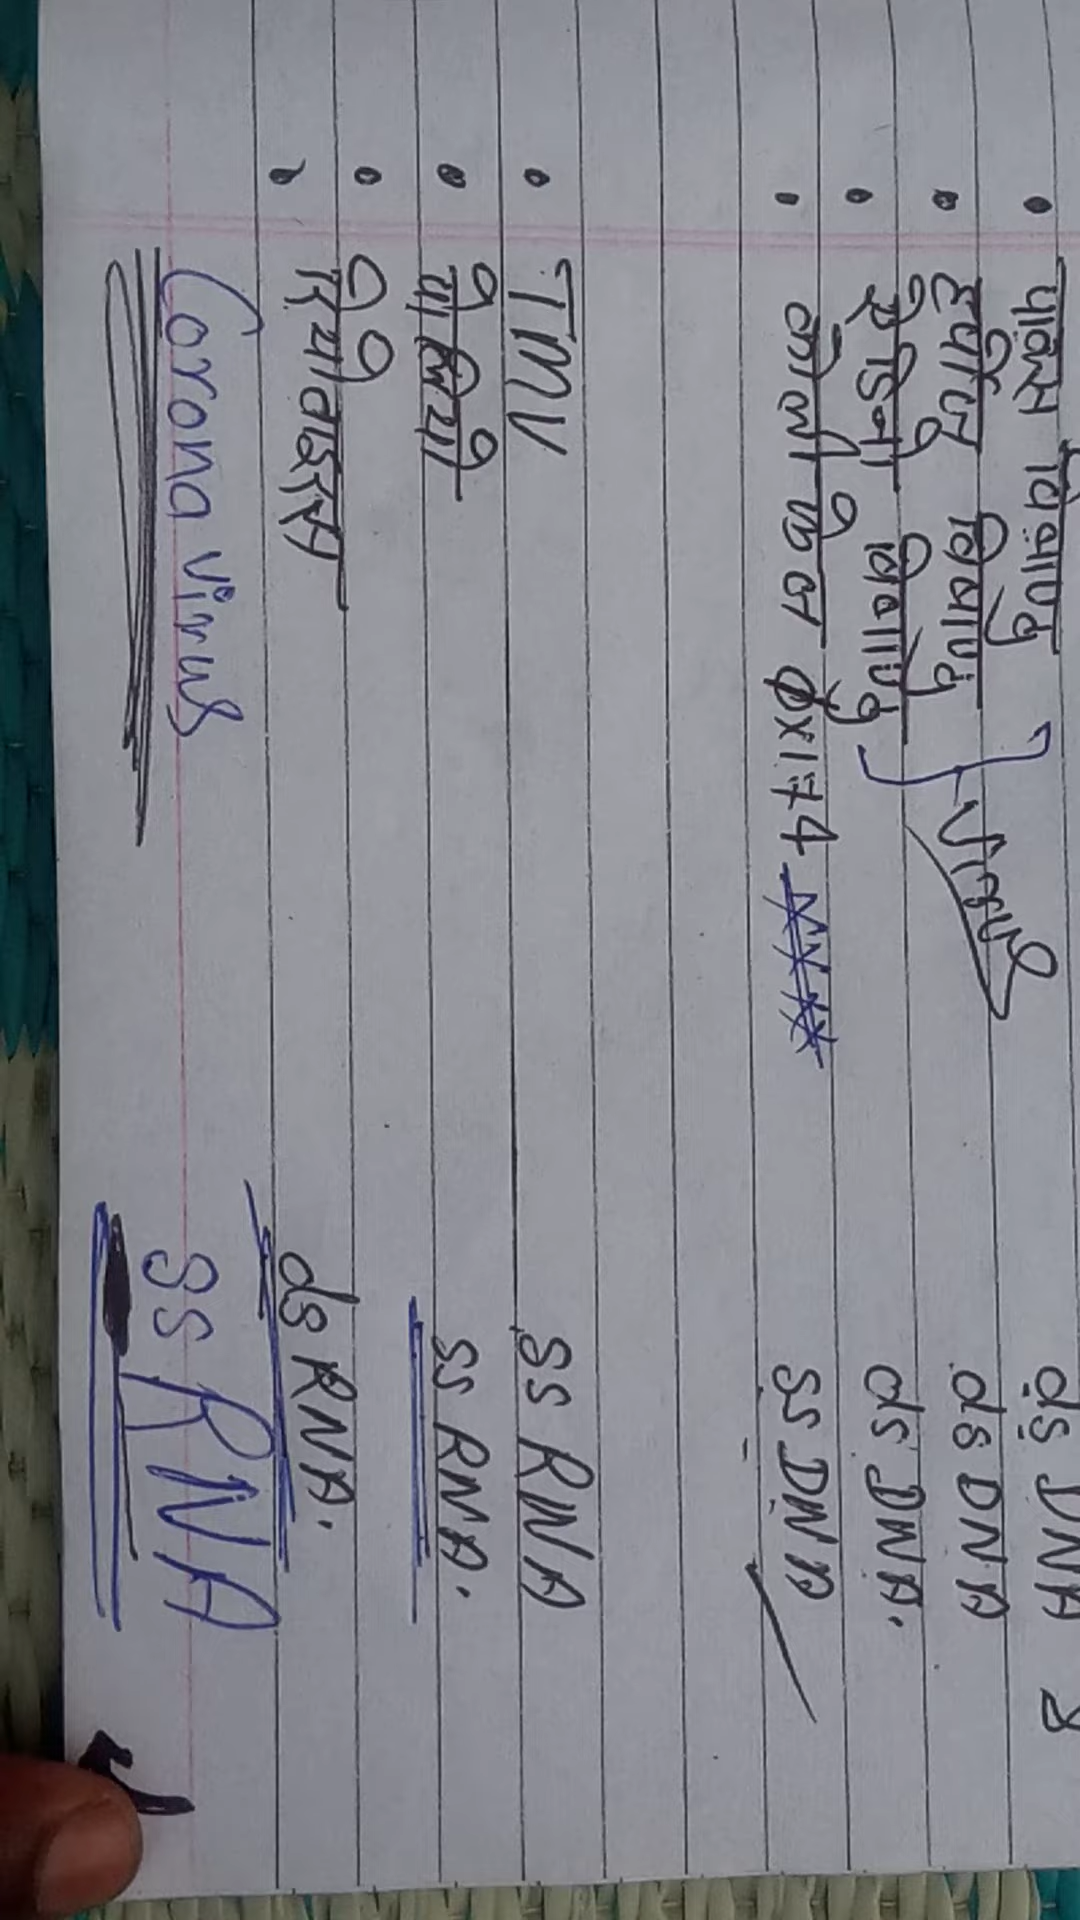 पॉक्स विषाणु ds DNA
हर्पीज विषाणु } Virus ds DNA
एडिनो विषाणु ds DNA.
कोलीफेज φx174 ss DNA
TMV ss RNA
पोलियो ss RNA.
रियोवाइरस ds RNA.
Corona virus ss RNA